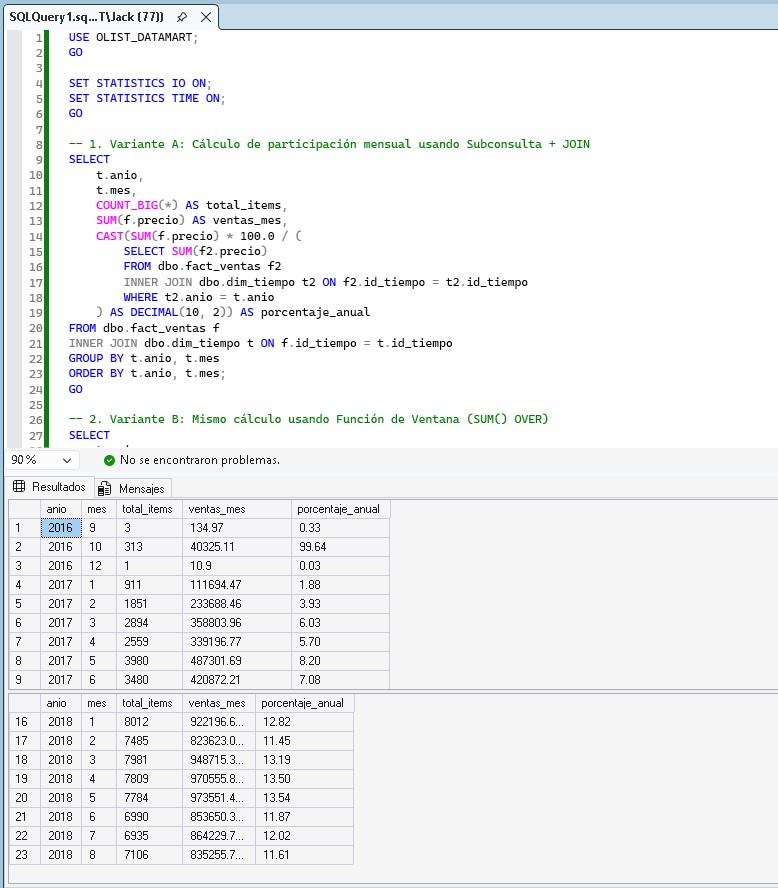 SQLQuery1.sq...T\Jack (77))
1 USE OLIST_DATAMART;
2 GO
3
4 SET STATISTICS IO ON;
5 SET STATISTICS TIME ON;
6 GO
7
8 -- 1. Variante A: Cálculo de participación mensual usando Subconsulta + JOIN
9 SELECT
10 t.anio,
11 t.mes,
12 COUNT_BIG(*) AS total_items,
13 SUM(f.precio) AS ventas_mes,
14 CAST(SUM(f.precio) * 100.0 / (
15 SELECT SUM(f2.precio)
16 FROM dbo.fact_ventas f2
17 INNER JOIN dbo.dim_tiempo t2 ON f2.id_tiempo = t2.id_tiempo
18 WHERE t2.anio = t.anio
19 ) AS DECIMAL(10, 2)) AS porcentaje_anual
20 FROM dbo.fact_ventas f
21 INNER JOIN dbo.dim_tiempo t ON f.id_tiempo = t.id_tiempo
22 GROUP BY t.anio, t.mes
23 ORDER BY t.anio, t.mes;
24 GO
25
26 -- 2. Variante B: Mismo cálculo usando Función de Ventana (SUM() OVER)
27 SELECT
90 % No se encontraron problemas.
Resultados Mensajes
anio mes total_items ventas_mes porcentaje_anual
1 2016 9 3 134.97 0.33
2 2016 10 313 40325.11 99.64
3 2016 12 1 10.9 0.03
4 2017 1 911 111694.47 1.88
5 2017 2 1851 233688.46 3.93
6 2017 3 2894 358803.96 6.03
7 2017 4 2559 339196.77 5.70
8 2017 5 3980 487301.69 8.20
9 2017 6 3480 420872.21 7.08
anio mes total_items ventas_mes porcentaje_anual
16 2018 1 8012 922196.6... 12.82
17 2018 2 7485 823623.0... 11.45
18 2018 3 7981 948715.3... 13.19
19 2018 4 7809 970555.8... 13.50
20 2018 5 7784 973551.4... 13.54
21 2018 6 6990 853650.3... 11.87
22 2018 7 6935 864229.7... 12.02
23 2018 8 7106 835255.7... 11.61